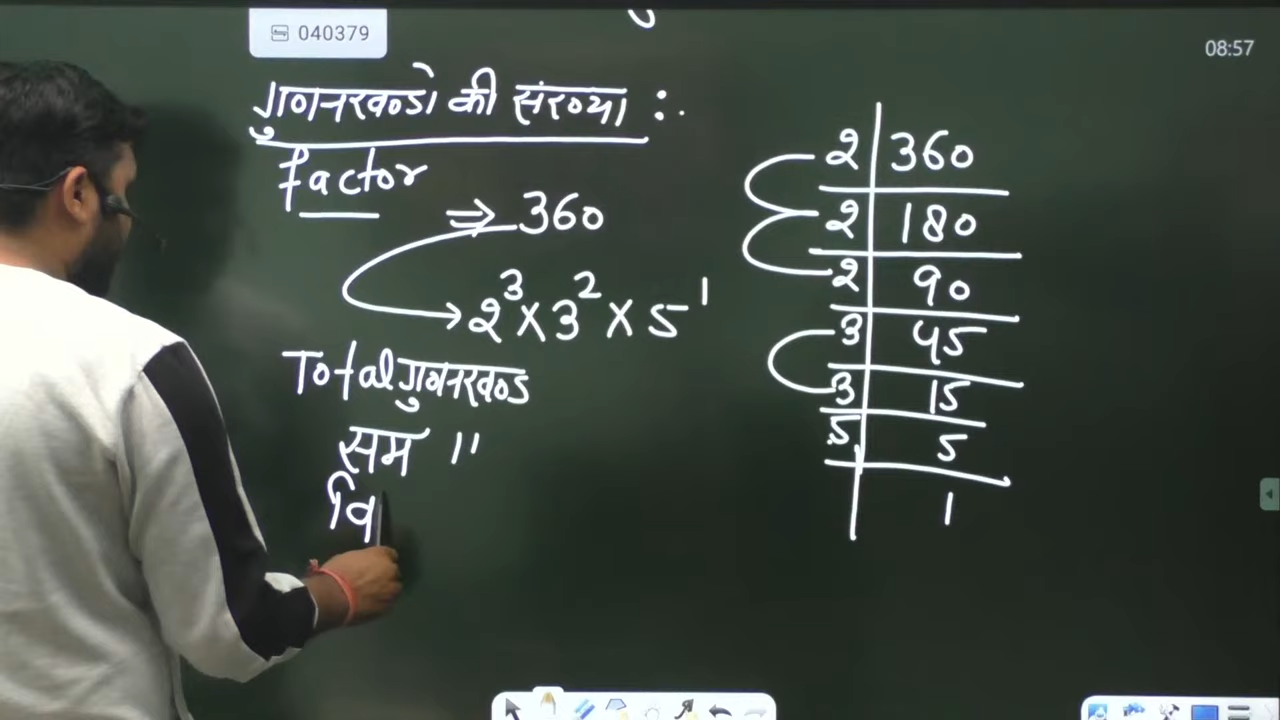 040379
08:57
गुणनखण्डो की संख्या :.
factor
⇒ 360
2³ X 3² X 5¹
Total गुणनखण्ड
सम "
वि
2 | 360
2 | 180
2 | 90
3 | 45
3 | 15
5 | 5
1